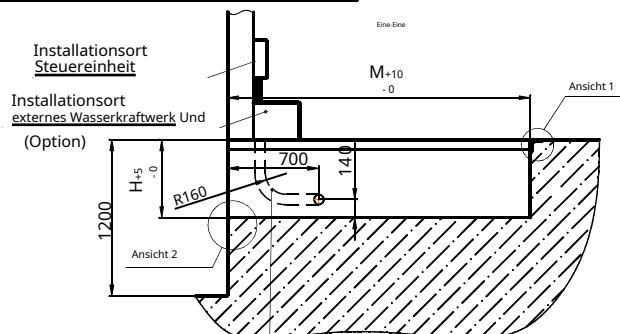 Eine-Eine
Installationsort
Steuereinheit
M+10
- 0
Ansicht 1
Installationsort
externes Wasserkraftwerk Und
(Option)
700
140
H+5
- 0
R160
1200
Ansicht 2